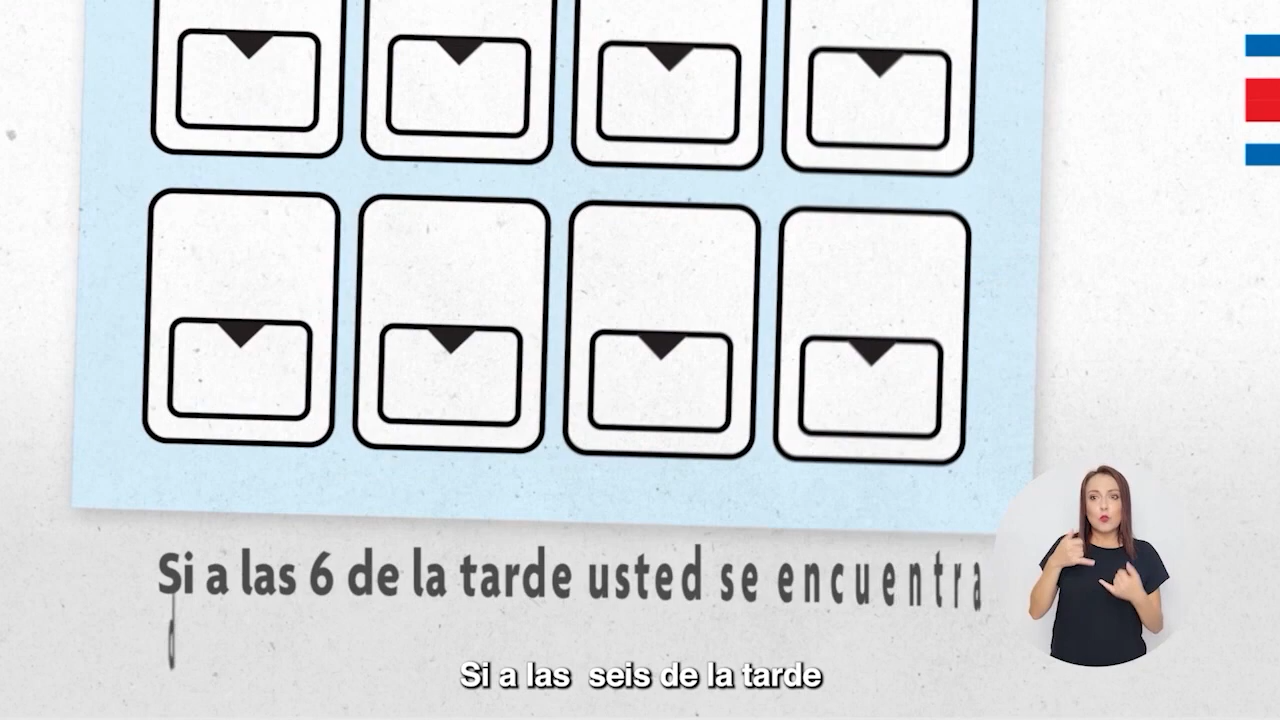 Si a las 6 de la tarde usted se encuentra
d
Si a las seis de la tarde